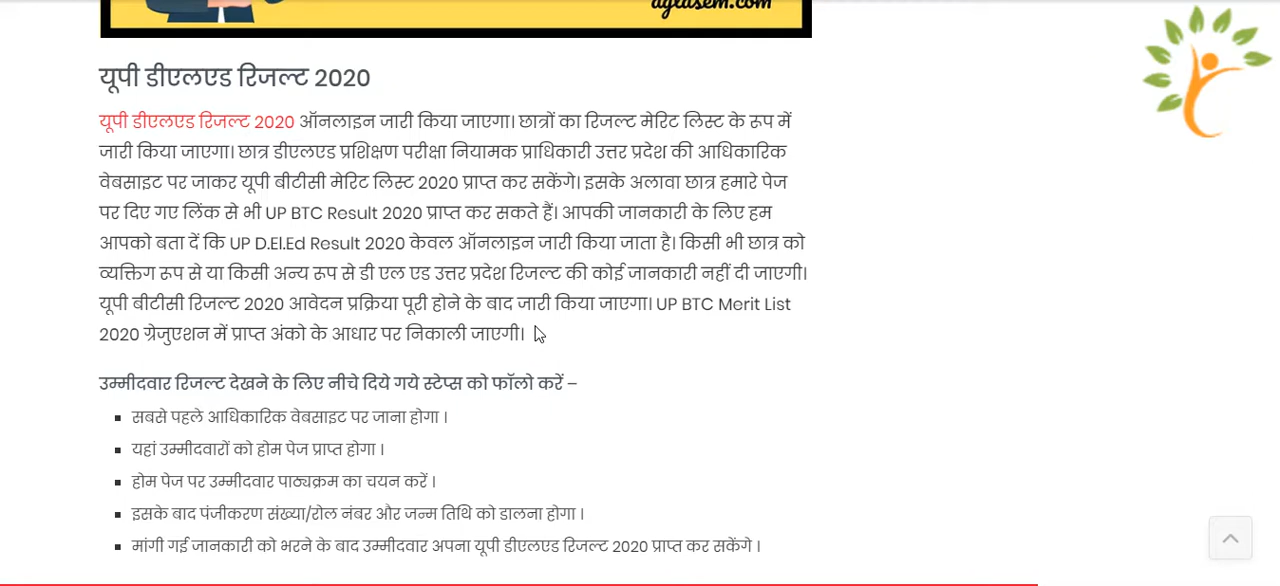 aglasem.com
यूपी डीएलएड रिजल्ट 2020
यूपी डीएलएड रिजल्ट 2020 ऑनलाइन जारी किया जाएगा। छात्रों का रिजल्ट मेरिट लिस्ट के रूप में
जारी किया जाएगा। छात्र डीएलएड प्रशिक्षण परीक्षा नियामक प्राधिकारी उत्तर प्रदेश की आधिकारिक
वेबसाइट पर जाकर यूपी बीटीसी मेरिट लिस्ट 2020 प्राप्त कर सकेंगे। इसके अलावा छात्र हमारे पेज
पर दिए गए लिंक से भी UP BTC Result 2020 प्राप्त कर सकते हैं। आपकी जानकारी के लिए हम
आपको बता दें कि UP D.El.Ed Result 2020 केवल ऑनलाइन जारी किया जाता है। किसी भी छात्र को
व्यक्तिग रूप से या किसी अन्य रूप से डी एल एड उत्तर प्रदेश रिजल्ट की कोई जानकारी नहीं दी जाएगी।
यूपी बीटीसी रिजल्ट 2020 आवेदन प्रक्रिया पूरी होने के बाद जारी किया जाएगा। UP BTC Merit List
2020 ग्रेजुएशन में प्राप्त अंको के आधार पर निकाली जाएगी।
उम्मीदवार रिजल्ट देखने के लिए नीचे दिये गये स्टेप्स को फॉलो करें –
सबसे पहले आधिकारिक वेबसाइट पर जाना होगा ।
यहां उम्मीदवारों को होम पेज प्राप्त होगा ।
होम पेज पर उम्मीदवार पाठ्यक्रम का चयन करें ।
इसके बाद पंजीकरण संख्या/रोल नंबर और जन्म तिथि को डालना होगा ।
मांगी गई जानकारी को भरने के बाद उम्मीदवार अपना यूपी डीएलएड रिजल्ट 2020 प्राप्त कर सकेंगे ।